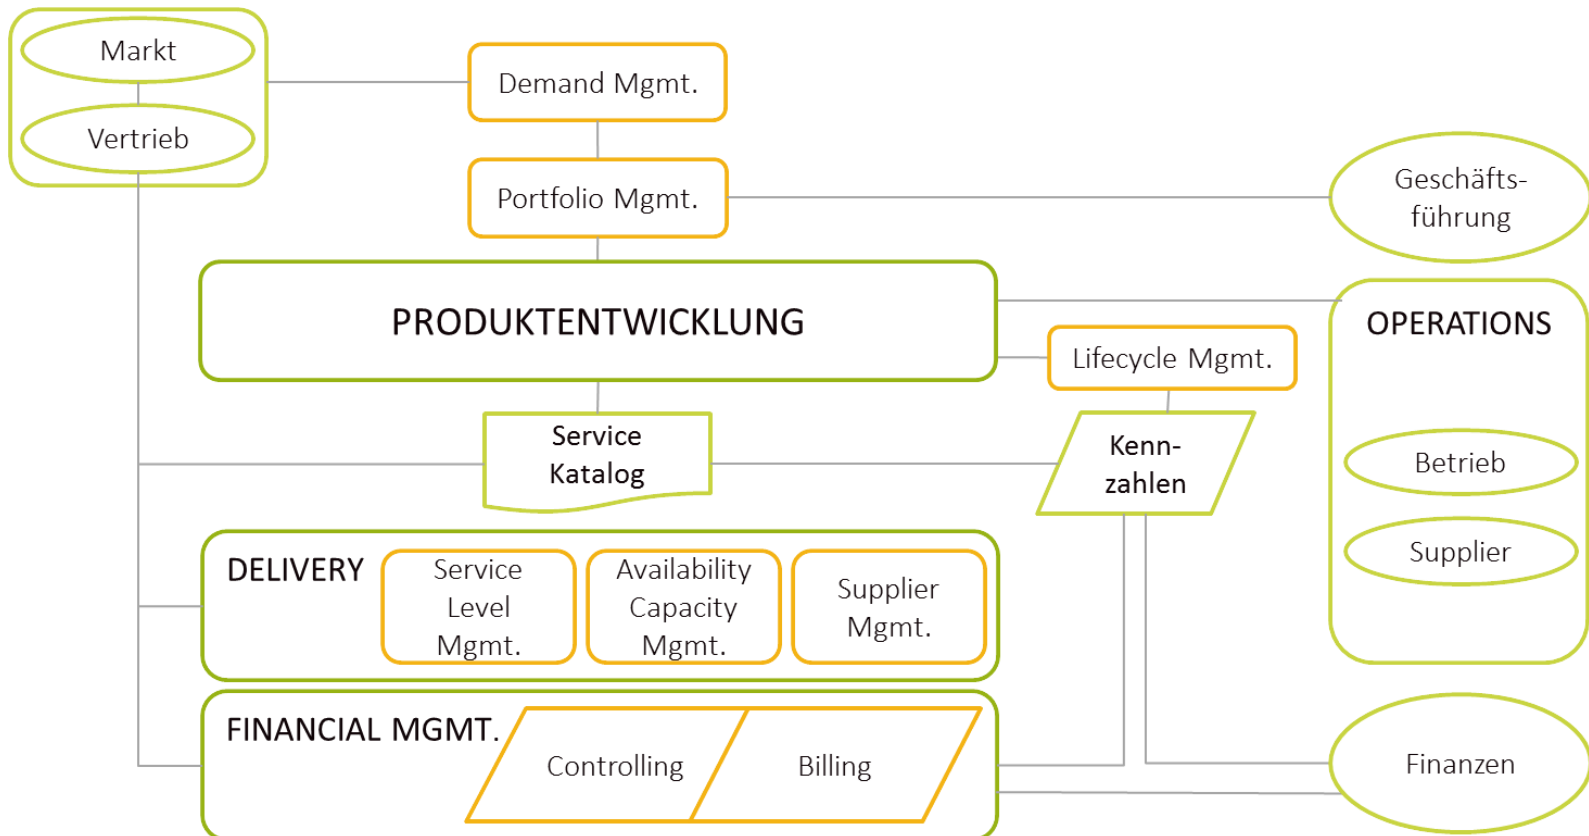 Markt
Vertrieb
Demand Mgmt.
Portfolio Mgmt.
Geschäfts-
führung
PRODUKTENTWICKLUNG
OPERATIONS
Lifecycle Mgmt.
Service
Katalog
Kenn-
zahlen
Betrieb
Supplier
DELIVERY
Service
Level
Mgmt.
Availability
Capacity
Mgmt.
Supplier
Mgmt.
FINANCIAL MGMT.
Controlling
Billing
Finanzen